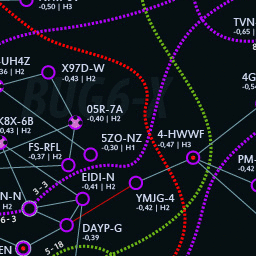 -0,50 | H3
TVN-
-0,65 |
-UH4Z
X97D-W
-0,43 | H2
4G
-0,54
05R-7A
-0,40 | H2
K8X-6B
-0,43 | H2
4-HWWF
-0,47 | H3
5ZO-NZ
-0,30 | H1
FS-RFL
-0,37 | H2
PM-
-0,42
EIDI-N
-0,41 | H2
3 - 3
N-N
| H2
YMJG-4
-0,42 | H2
6 - 3
DAYP-G
-0,39
5 - 18
EN